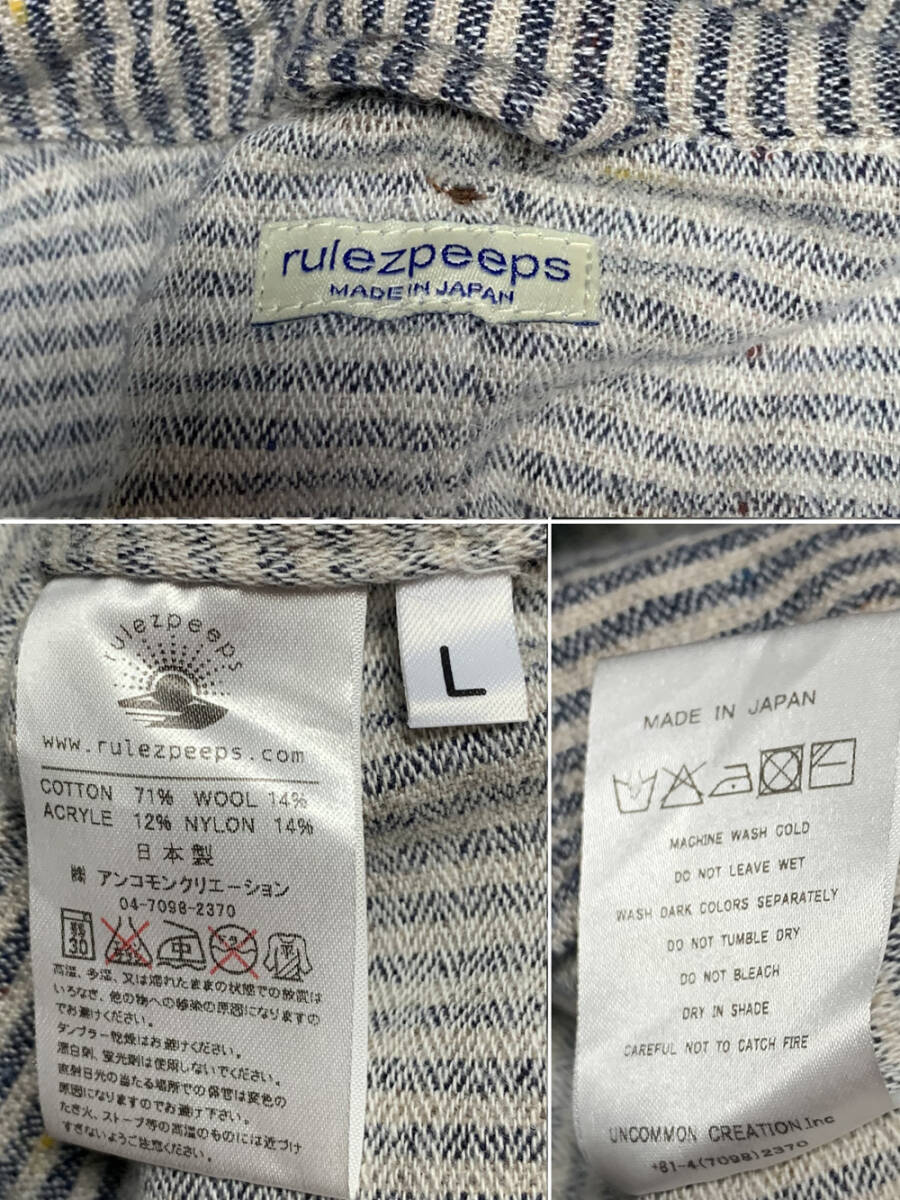 rulezpeeps
MADE IN JAPAN
rulezpeeps
www.rulezpeeps.com
COTTON 71% WOOL 14%
ACRYLE 12% NYLON 14%
日本製
㈱ アンコモンクリエーション
04-7098-2370
30
中
平
高温、多湿、又は濡れたままの状態での放置は
いろなき、他の物への移染の原因になりますの
でお避けください。
タンブラー乾燥はお避けください。
漂白剤、蛍光剤は使用しないでください。
直射日光の当たる場所での保管は変色の
原因になりますのでお避け下さい。
たき火、ストーブ等の高温のものには近づけ
すぎないようご注意ください。
L
MADE IN JAPAN
MACHINE WASH COLD
DO NOT LEAVE WET
WASH DARK COLORS SEPARATELY
DO NOT TUMBLE DRY
DO NOT BLEACH
DRY IN SHADE
CAREFUL NOT TO CATCH FIRE
UNCOMMON CREATION.Inc
+81-4(7098)2370